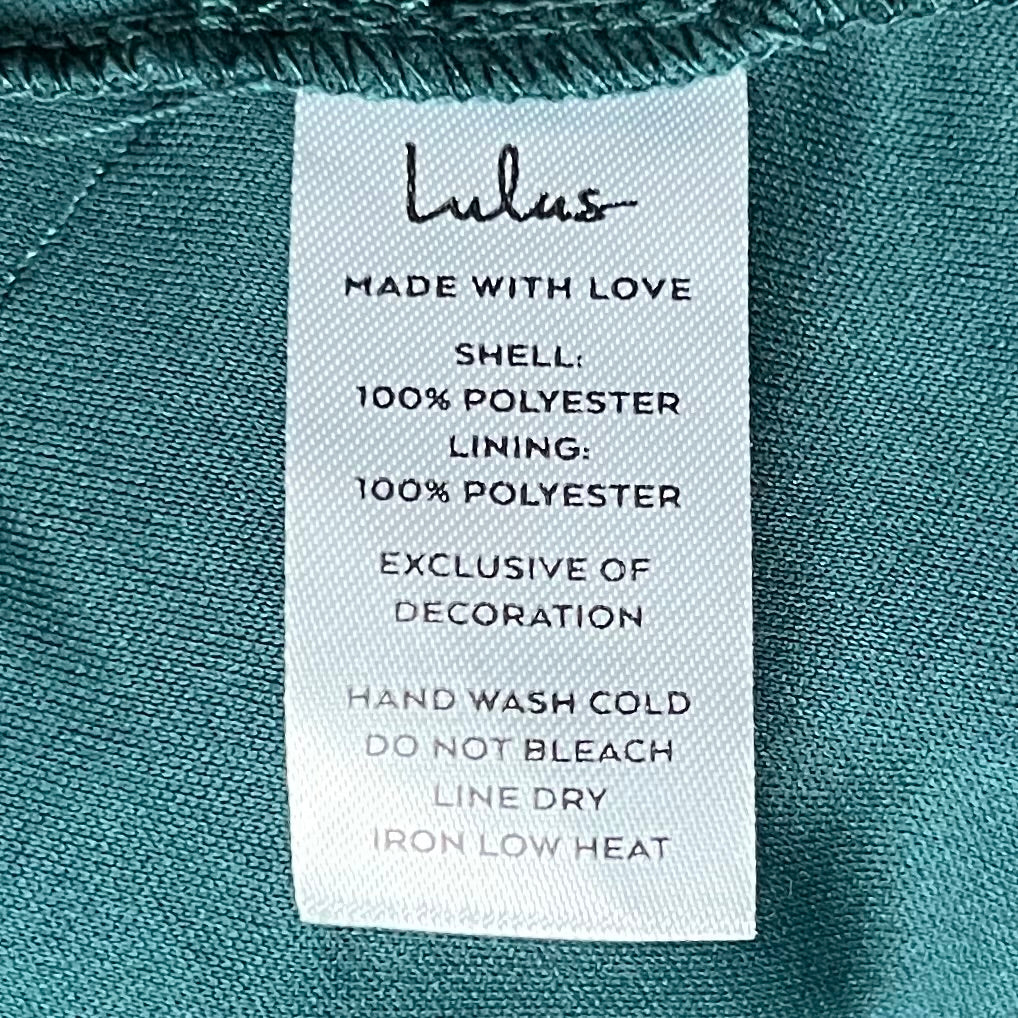 Lulus
MADE WITH LOVE
SHELL:
100% POLYESTER
LINING:
100% POLYESTER
EXCLUSIVE OF
DECORATION
HAND WASH COLD
DO NOT BLEACH
LINE DRY
IRON LOW HEAT